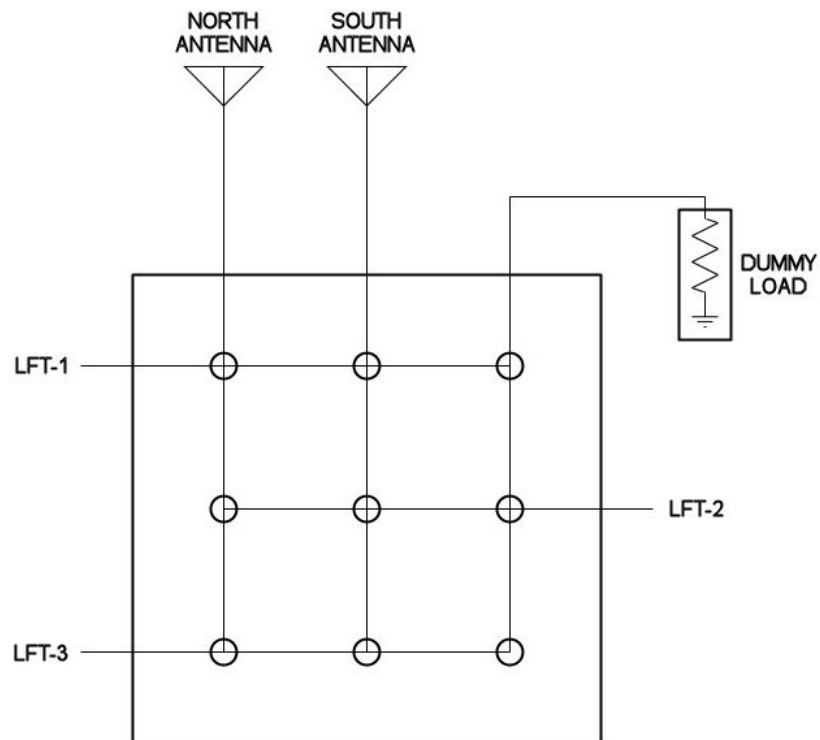 NORTH
ANTENNA
SOUTH
ANTENNA
DUMMY
LOAD
LFT-1
LFT-2
LFT-3